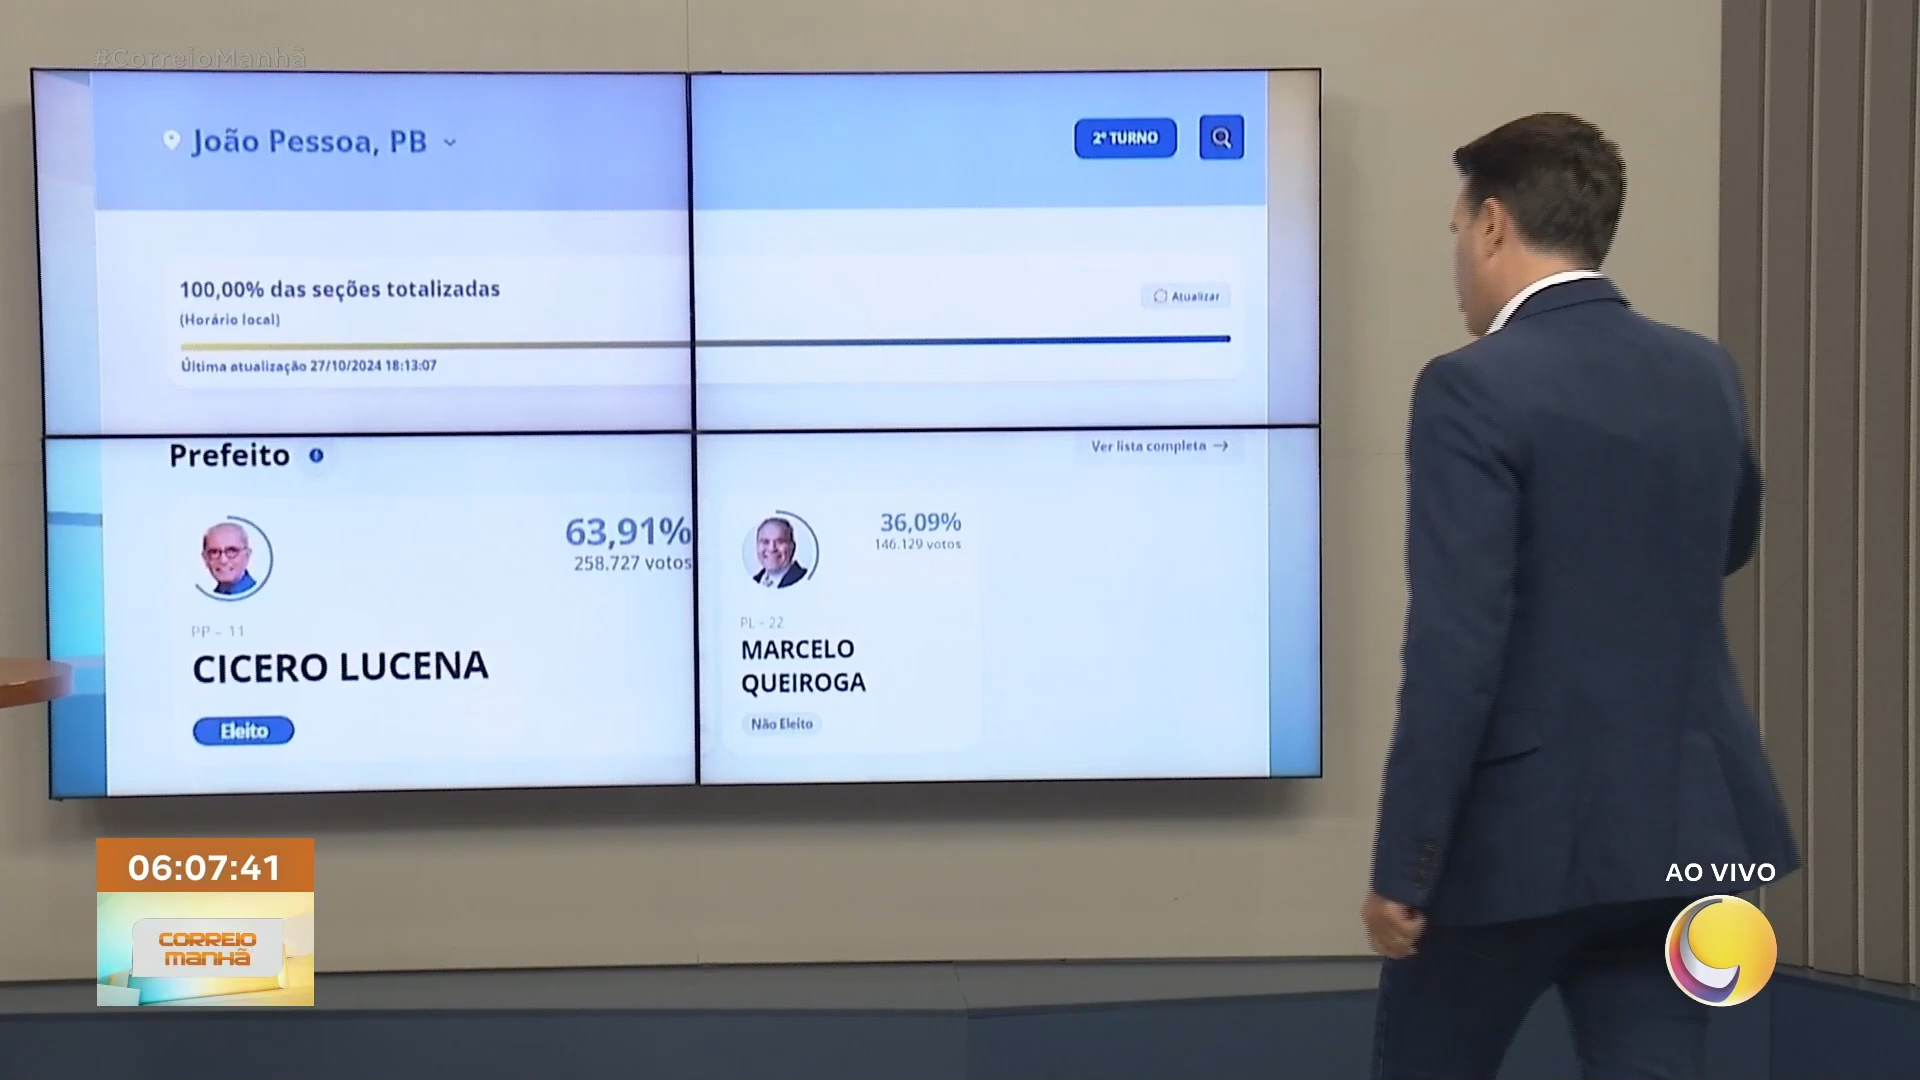 #CorreioManhã
João Pessoa, PB
2º TURNO
100,00% das seções totalizadas
(Horário local)
Atualizar
Última atualização 27/10/2024 18:13:07
Prefeito
Ver lista completa →
63,91%
258.727 votos
PP - 11
CICERO LUCENA
Eleito
36,09%
146.129 votos
PL - 22
MARCELO
QUEIROGA
Não Eleito
06:07:41
CORREIO
manhã
AO VIVO